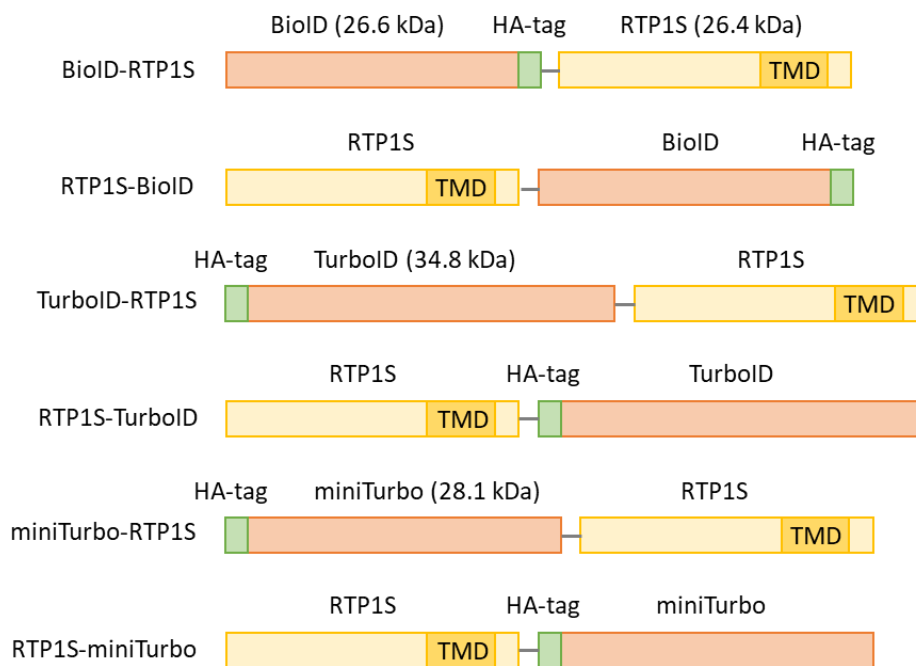 BioID (26.6 kDa) HA-tag RTP1S (26.4 kDa)
BioID-RTP1S TMD
RTP1S BioID HA-tag
RTP1S-BioID TMD
HA-tag TurboID (34.8 kDa) RTP1S
TurboID-RTP1S TMD
RTP1S HA-tag TurboID
RTP1S-TurboID TMD
HA-tag miniTurbo (28.1 kDa) RTP1S
miniTurbo-RTP1S TMD
RTP1S HA-tag miniTurbo
RTP1S-miniTurbo TMD